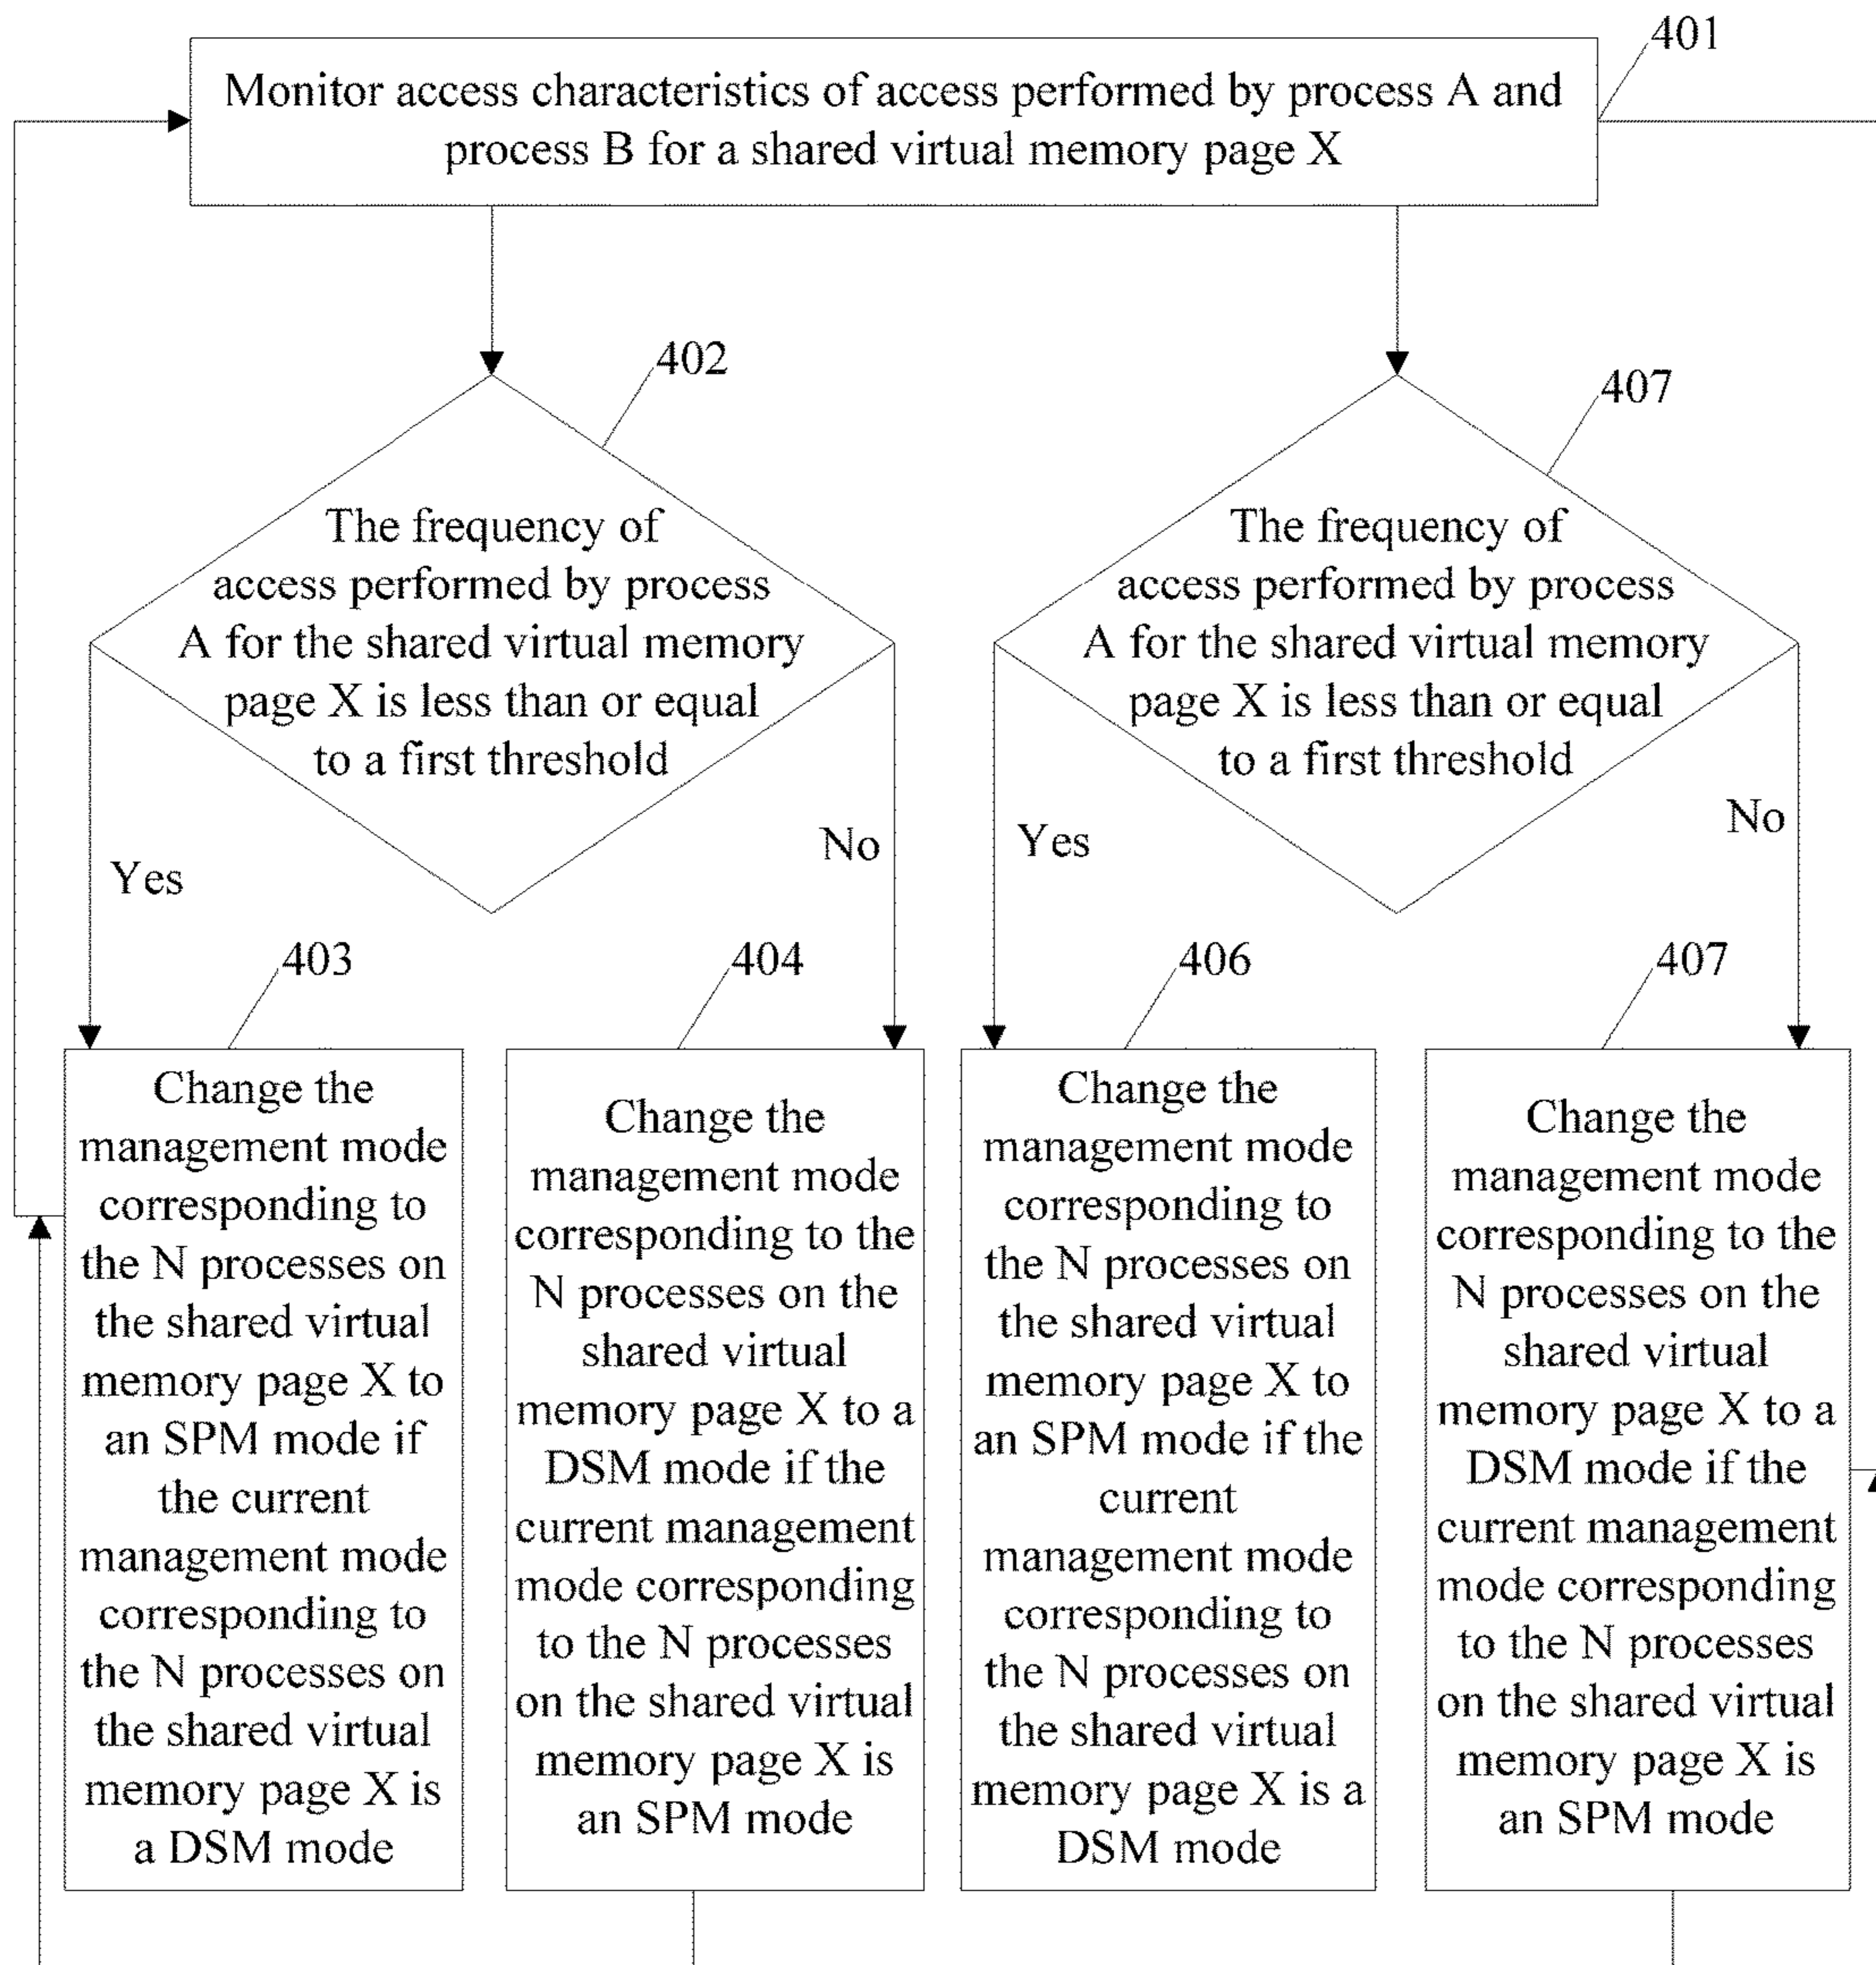 401
Monitor access characteristics of access performed by process A and
process B for a shared virtual memory page X
402
The frequency of
access performed by process
A for the shared virtual memory
page X is less than or equal
to a first threshold
Yes
No
407
The frequency of
access performed by process
A for the shared virtual memory
page X is less than or equal
to a first threshold
Yes
No
403
Change the
management mode
corresponding to
the N processes on
the shared virtual
memory page X to
an SPM mode if
the current
management mode
corresponding to
the N processes on
the shared virtual
memory page X is
a DSM mode
404
Change the
management mode
corresponding to the
N processes on the
shared virtual
memory page X to a
DSM mode if the
current management
mode corresponding
to the N processes
on the shared virtual
memory page X is
an SPM mode
406
Change the
management mode
corresponding to
the N processes on
the shared virtual
memory page X to
an SPM mode if the
current
management mode
corresponding to
the N processes on
the shared virtual
memory page X is a
DSM mode
407
Change the
management mode
corresponding to the
N processes on the
shared virtual
memory page X to a
DSM mode if the
current management
mode corresponding
to the N processes
on the shared virtual
memory page X is
an SPM mode